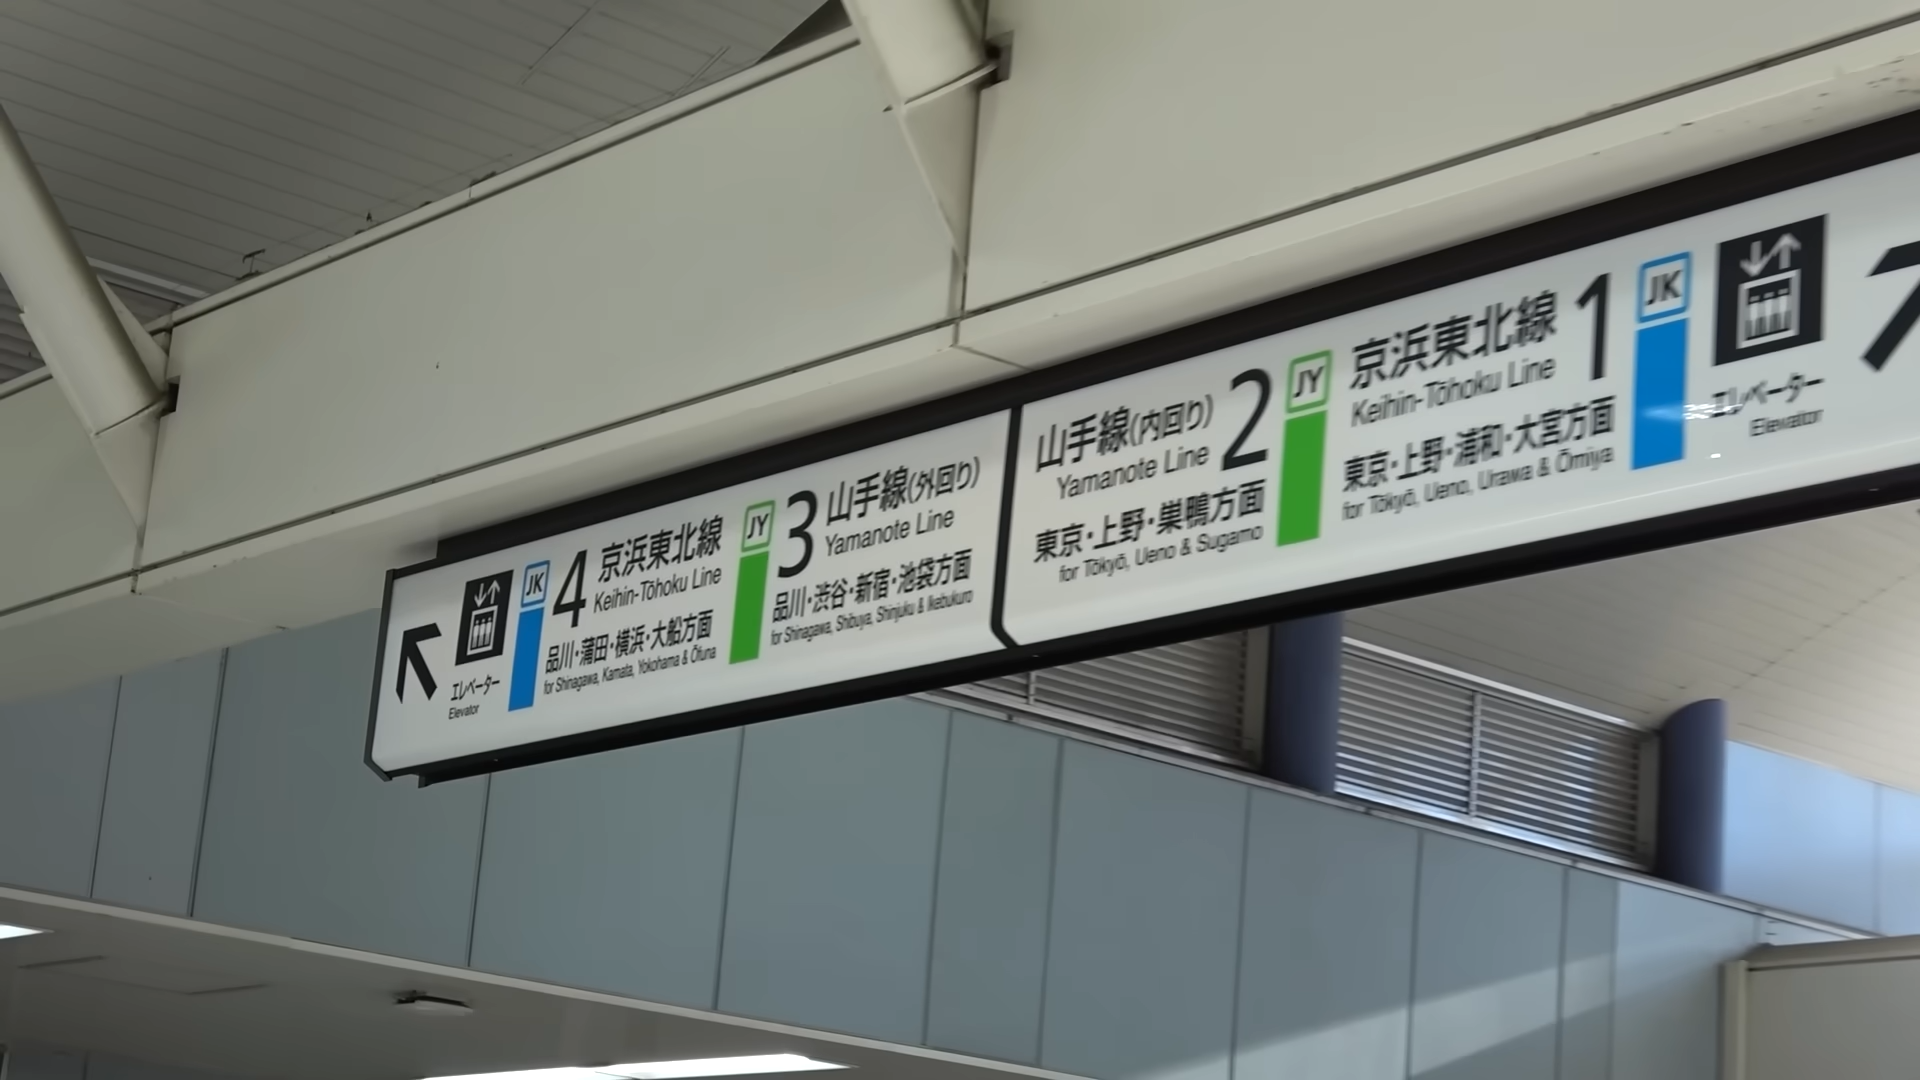 エレベーター
Elevator
JK
4
京浜東北線
Keihin-Tōhoku Line
品川・蒲田・横浜・大船方面
for Shinagawa, Kamata, Yokohama & Ōfuna
JY
3
山手線(外回り)
Yamanote Line
品川・渋谷・新宿・池袋方面
for Shinagawa, Shibuya, Shinjuku & Ikebukuro
山手線(内回り)
Yamanote Line
2
JY
東京・上野・巣鴨方面
for Tōkyō, Ueno & Sugamo
京浜東北線
Keihin-Tōhoku Line
1
JK
東京・上野・浦和・大宮方面
for Tōkyō, Ueno, Urawa & Ōmiya
エレベーター
Elevator